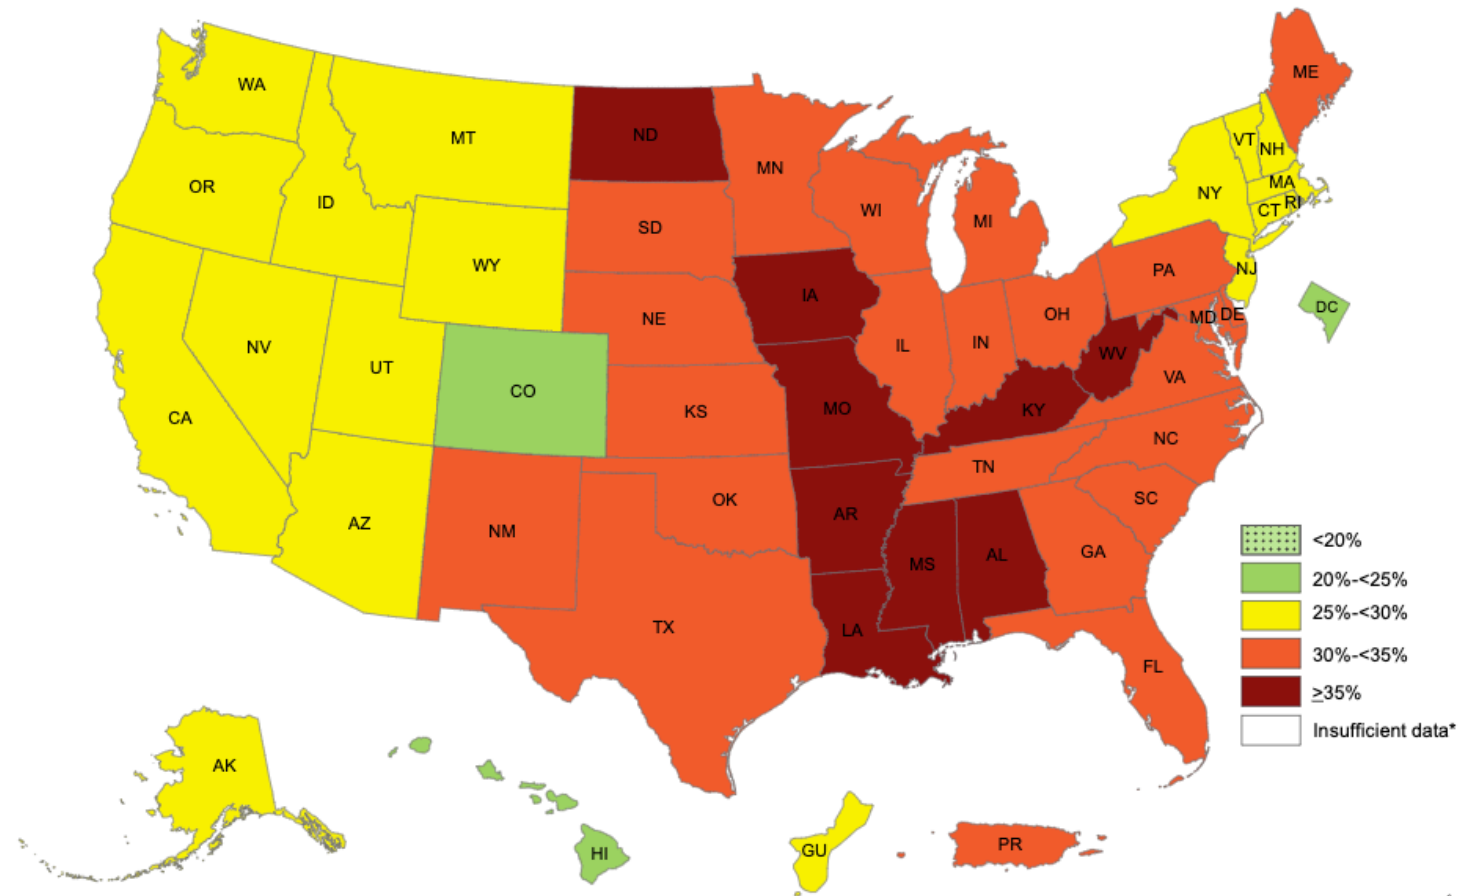 ME
WA
ND
MT
VT
NH
MN
OR
MA
NY
ID
RI
CT
WI
MI
SD
WY
PA
NJ
IA
DC
OH
MD
DE
NE
IN
IL
NV
WV
UT
VA
CO
MO
KY
KS
CA
NC
TN
SC
OK
AR
AZ
NM
<20%
GA
AL
MS
20%-<25%
25%-<30%
TX
LA
30%-<35%
FL
≥35%
Insufficient data*
AK
PR
GU
HI